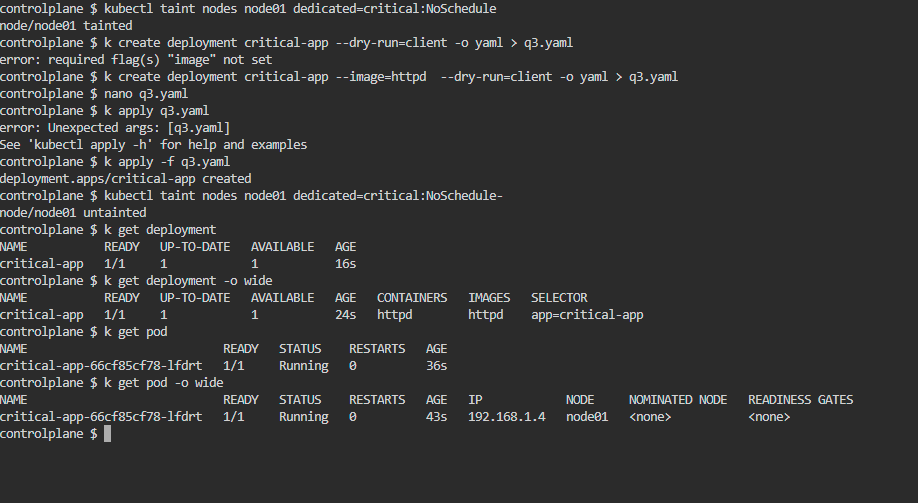 controlplane $ kubectl taint nodes node01 dedicated=critical:NoSchedule
node/node01 tainted
controlplane $ k create deployment critical-app --dry-run=client -o yaml > q3.yaml
error: required flag(s) "image" not set
controlplane $ k create deployment critical-app --image=httpd  --dry-run=client -o yaml > q3.yaml
controlplane $ nano q3.yaml
controlplane $ k apply q3.yaml
error: Unexpected args: [q3.yaml]
See 'kubectl apply -h' for help and examples
controlplane $ k apply -f q3.yaml
deployment.apps/critical-app created
controlplane $ kubectl taint nodes node01 dedicated=critical:NoSchedule-
node/node01 untainted
controlplane $ k get deployment
NAME           READY   UP-TO-DATE   AVAILABLE   AGE
critical-app   1/1     1            1           16s
controlplane $ k get deployment -o wide
NAME           READY   UP-TO-DATE   AVAILABLE   AGE   CONTAINERS   IMAGES   SELECTOR
critical-app   1/1     1            1           24s   httpd        httpd    app=critical-app
controlplane $ k get pod
NAME                            READY   STATUS    RESTARTS   AGE
critical-app-66cf85cf78-lfdrt   1/1     Running   0          36s
controlplane $ k get pod -o wide
NAME                            READY   STATUS    RESTARTS   AGE   IP            NODE     NOMINATED NODE   READINESS GATES
critical-app-66cf85cf78-lfdrt   1/1     Running   0          43s   192.168.1.4   node01   <none>           <none>
controlplane $